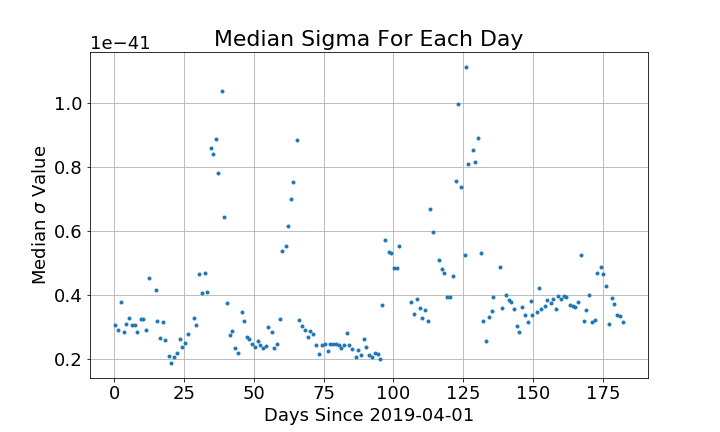 Median Sigma For Each Day
1e−41
1.0
0.8
0.6
0.4
0.2
Median σ Value
0 25 50 75 100 125 150 175
Days Since 2019-04-01